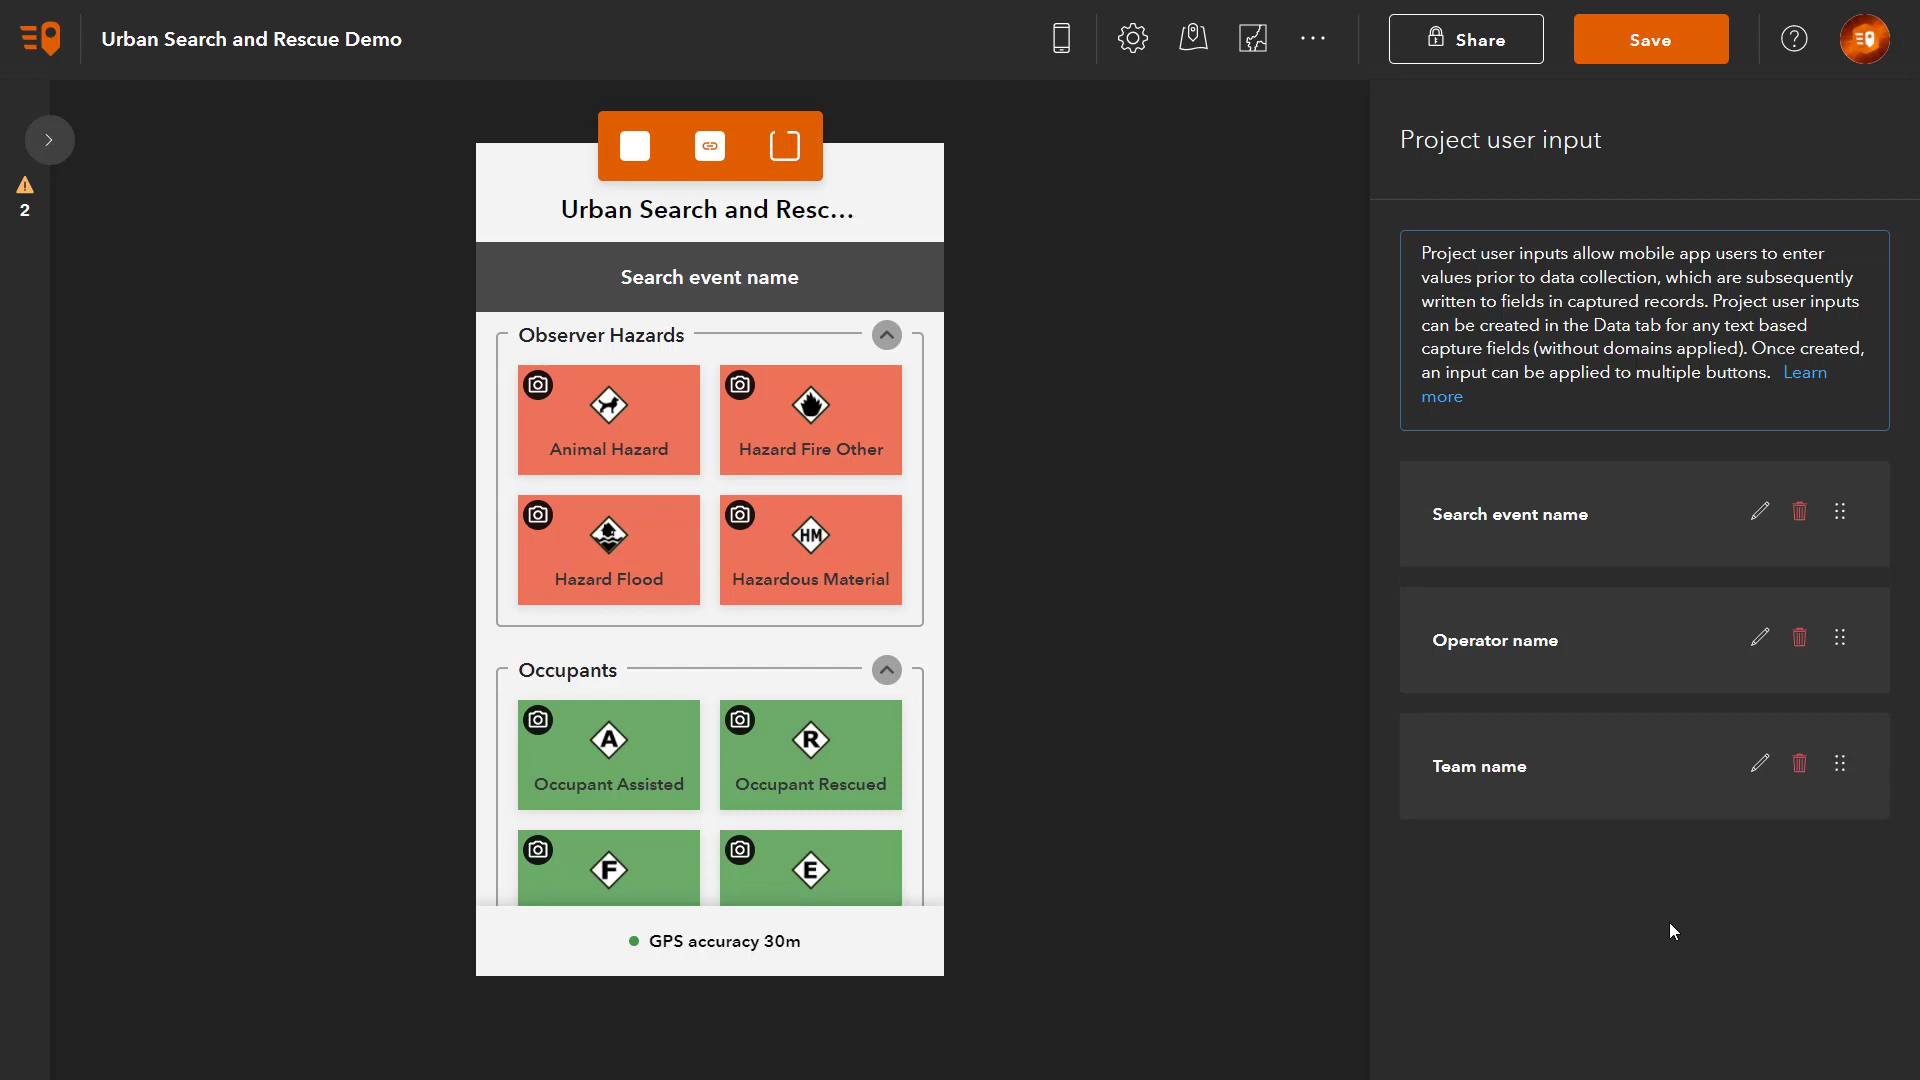 Urban Search and Rescue Demo
Share
Save
2
Urban Search and Resc...
Search event name
Observer Hazards
Animal Hazard
Hazard Fire Other
Hazard Flood
HM
Hazardous Material
Occupants
A
Occupant Assisted
R
Occupant Rescued
F
E
GPS accuracy 30m
Project user input
Project user inputs allow mobile app users to enter
values prior to data collection, which are subsequently
written to fields in captured records. Project user inputs
can be created in the Data tab for any text based
capture fields (without domains applied). Once created,
an input can be applied to multiple buttons. Learn
more
Search event name
Operator name
Team name